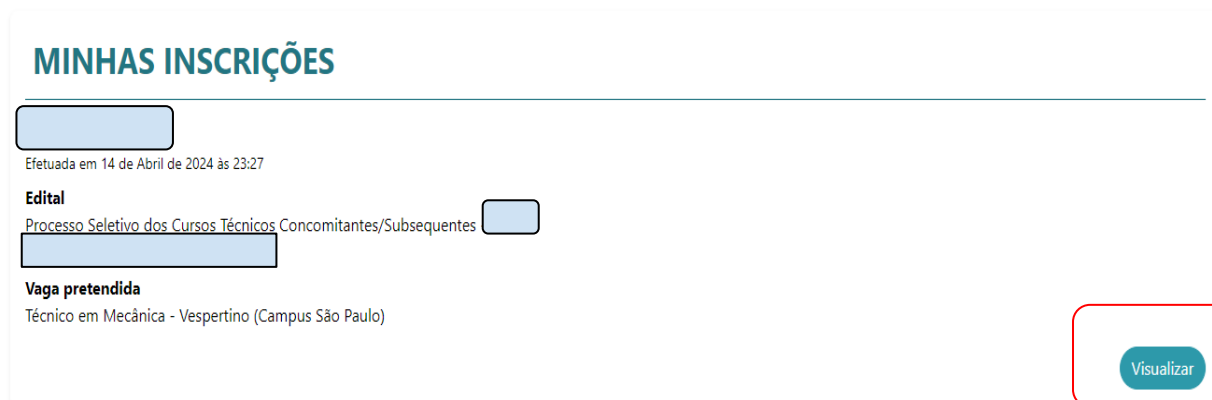 MINHAS INSCRIÇÕES
Efetuada em 14 de Abril de 2024 às 23:27
Edital
Processo Seletivo dos Cursos Técnicos Concomitantes/Subsequentes
Vaga pretendida
Técnico em Mecânica - Vespertino (Campus São Paulo)
Visualizar